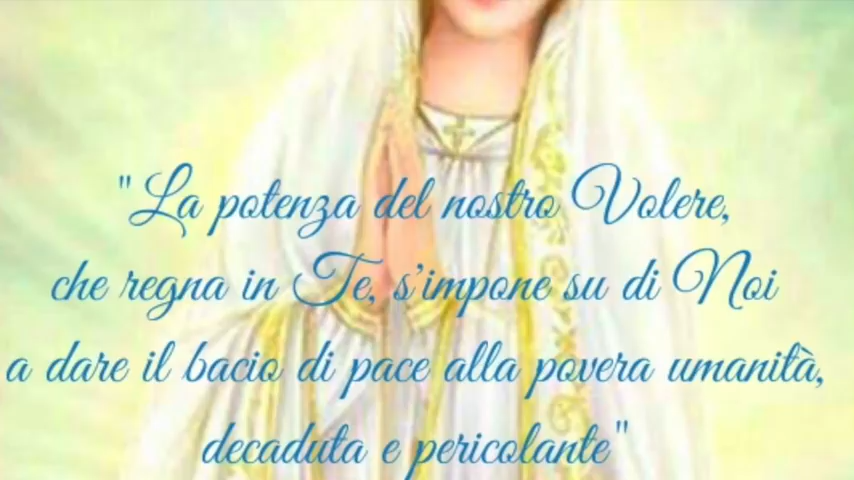 "La potenza del nostro Volere,
che regna in Te, s'impone su di Noi
a dare il bacio di pace alla povera umanità,
decaduta e pericolante"